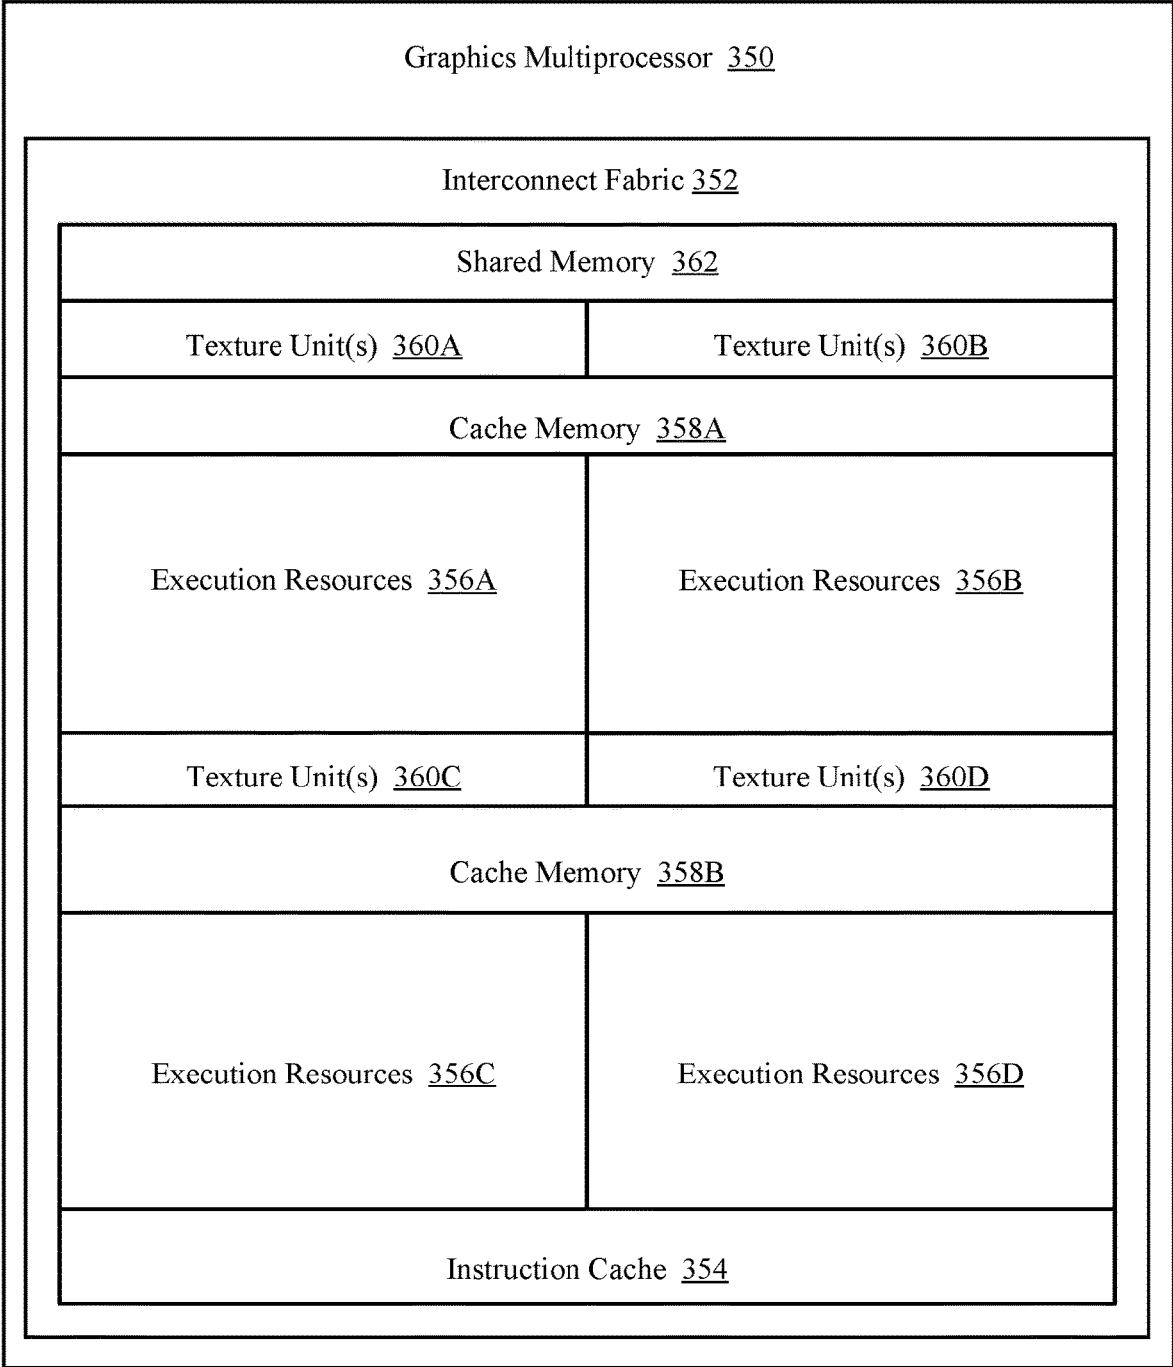 Graphics Multiprocessor 350
Interconnect Fabric 352
Shared Memory 362
Texture Unit(s) 360A
Texture Unit(s) 360B
Cache Memory 358A
Execution Resources 356A
Execution Resources 356B
Texture Unit(s) 360C
Texture Unit(s) 360D
Cache Memory 358B
Execution Resources 356C
Execution Resources 356D
Instruction Cache 354